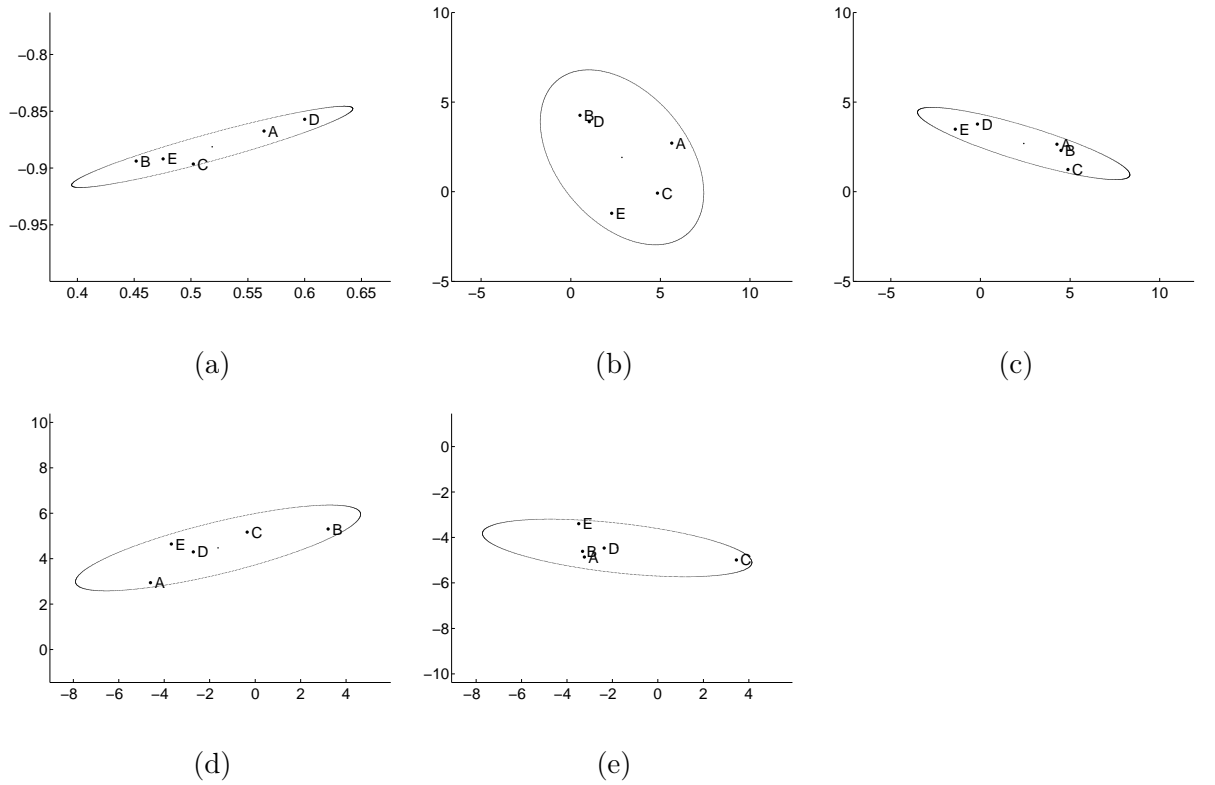 −0.8
−0.85
−0.9
−0.95
0.4 0.45 0.5 0.55 0.6 0.65
A
B
C
D
E
(a)
10
5
0
−5
−5 0 5 10
A
B
C
D
E
(b)
10
5
0
−5
−5 0 5 10
A
B
C
D
E
(c)
10
8
6
4
2
0
−8 −6 −4 −2 0 2 4
A
B
C
D
E
(d)
0
−2
−4
−6
−8
−10
−8 −6 −4 −2 0 2 4
A
B
C
D
E
(e)